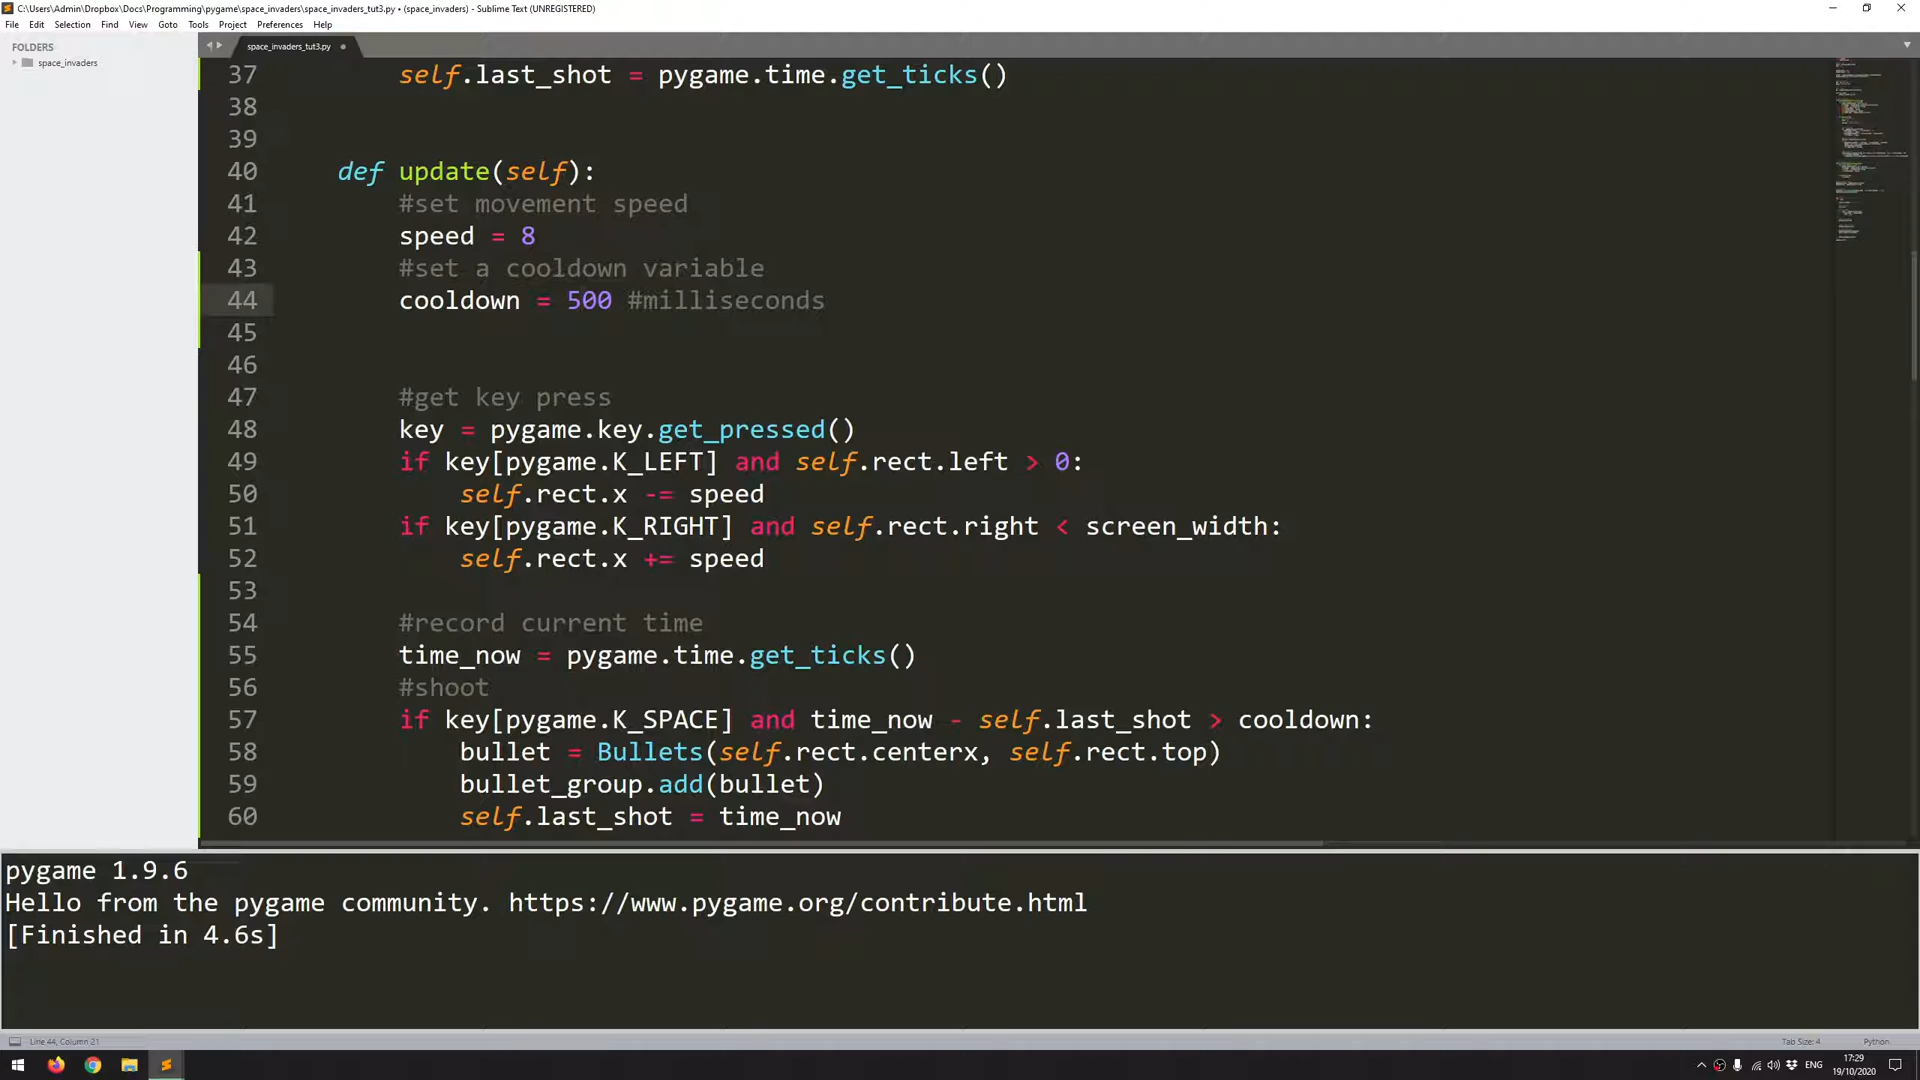 C:\Users\Admin\Dropbox\Docs\Programming\pygame\space_invaders\space_invaders_tut3.py • (space_invaders) - Sublime Text (UNREGISTERED)
File Edit Selection Find View Goto Tools Project Preferences Help
FOLDERS
space_invaders
space_invaders_tut3.py
37 self.last_shot = pygame.time.get_ticks()
38
39
40 def update(self):
41 #set movement speed
42 speed = 8
43 #set a cooldown variable
44 cooldown = 500 #milliseconds
45
46
47 #get key press
48 key = pygame.key.get_pressed()
49 if key[pygame.K_LEFT] and self.rect.left > 0:
50 self.rect.x -= speed
51 if key[pygame.K_RIGHT] and self.rect.right < screen_width:
52 self.rect.x += speed
53
54 #record current time
55 time_now = pygame.time.get_ticks()
56 #shoot
57 if key[pygame.K_SPACE] and time_now - self.last_shot > cooldown:
58 bullet = Bullets(self.rect.centerx, self.rect.top)
59 bullet_group.add(bullet)
60 self.last_shot = time_now
pygame 1.9.6
Hello from the pygame community. https://www.pygame.org/contribute.html
[Finished in 4.6s]
Line 44, Column 21
Tab Size: 4
Python
ENG
17:29
19/10/2020